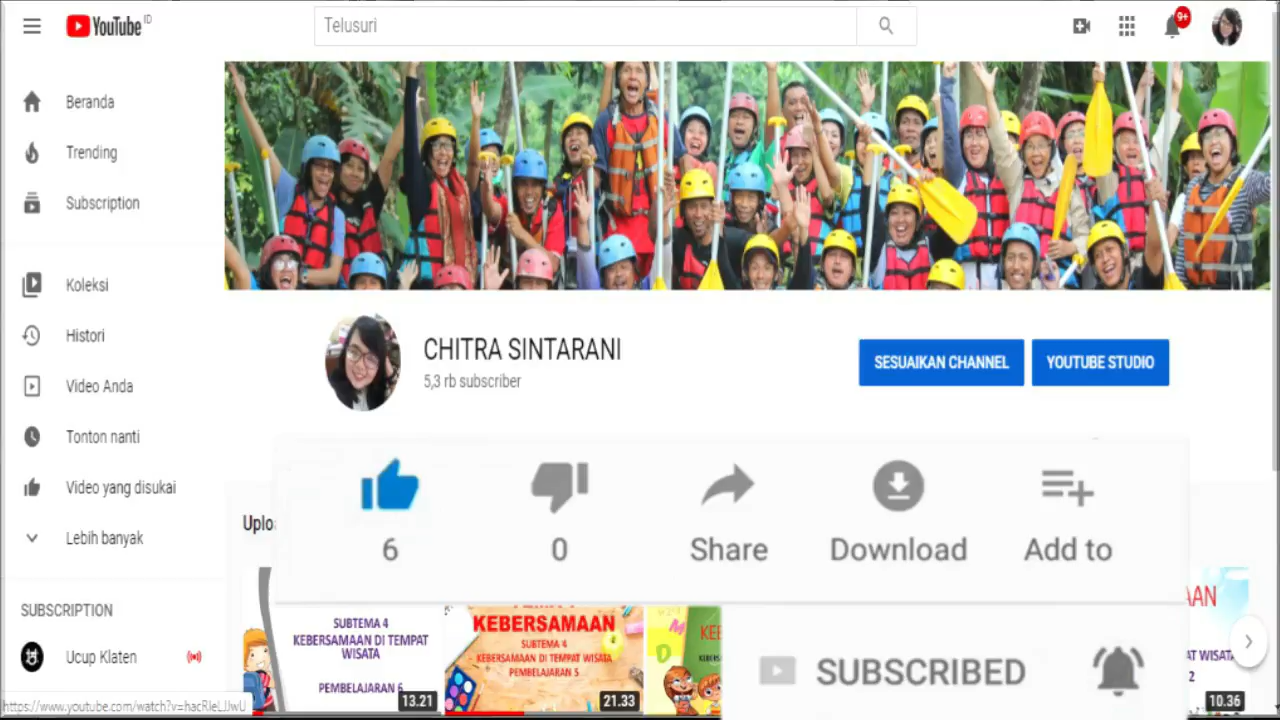 YouTube ID
Telusuri
9+
Beranda
Trending
Subscription
Koleksi
Histori
Video Anda
Tonton nanti
Video yang disukai
Lebih banyak
SUBSCRIPTION
Ucup Klaten
CHITRA SINTARANI
5,3 rb subscriber
SESUAIKAN CHANNEL
YOUTUBE STUDIO
6
0
Share
Download
Add to
SUBTEMA 4
KEBERSAMAAN DI TEMPAT
WISATA
PEMBELAJARAN 6
13.21
KEBERSAMAAN
SUBTEMA 4
KEBERSAMAAN DI TEMPAT WISATA
PEMBELAJARAN 5
21.33
SUBSCRIBED
2
10.36
https://www.youtube.com/watch?v=hacRieLJJwU